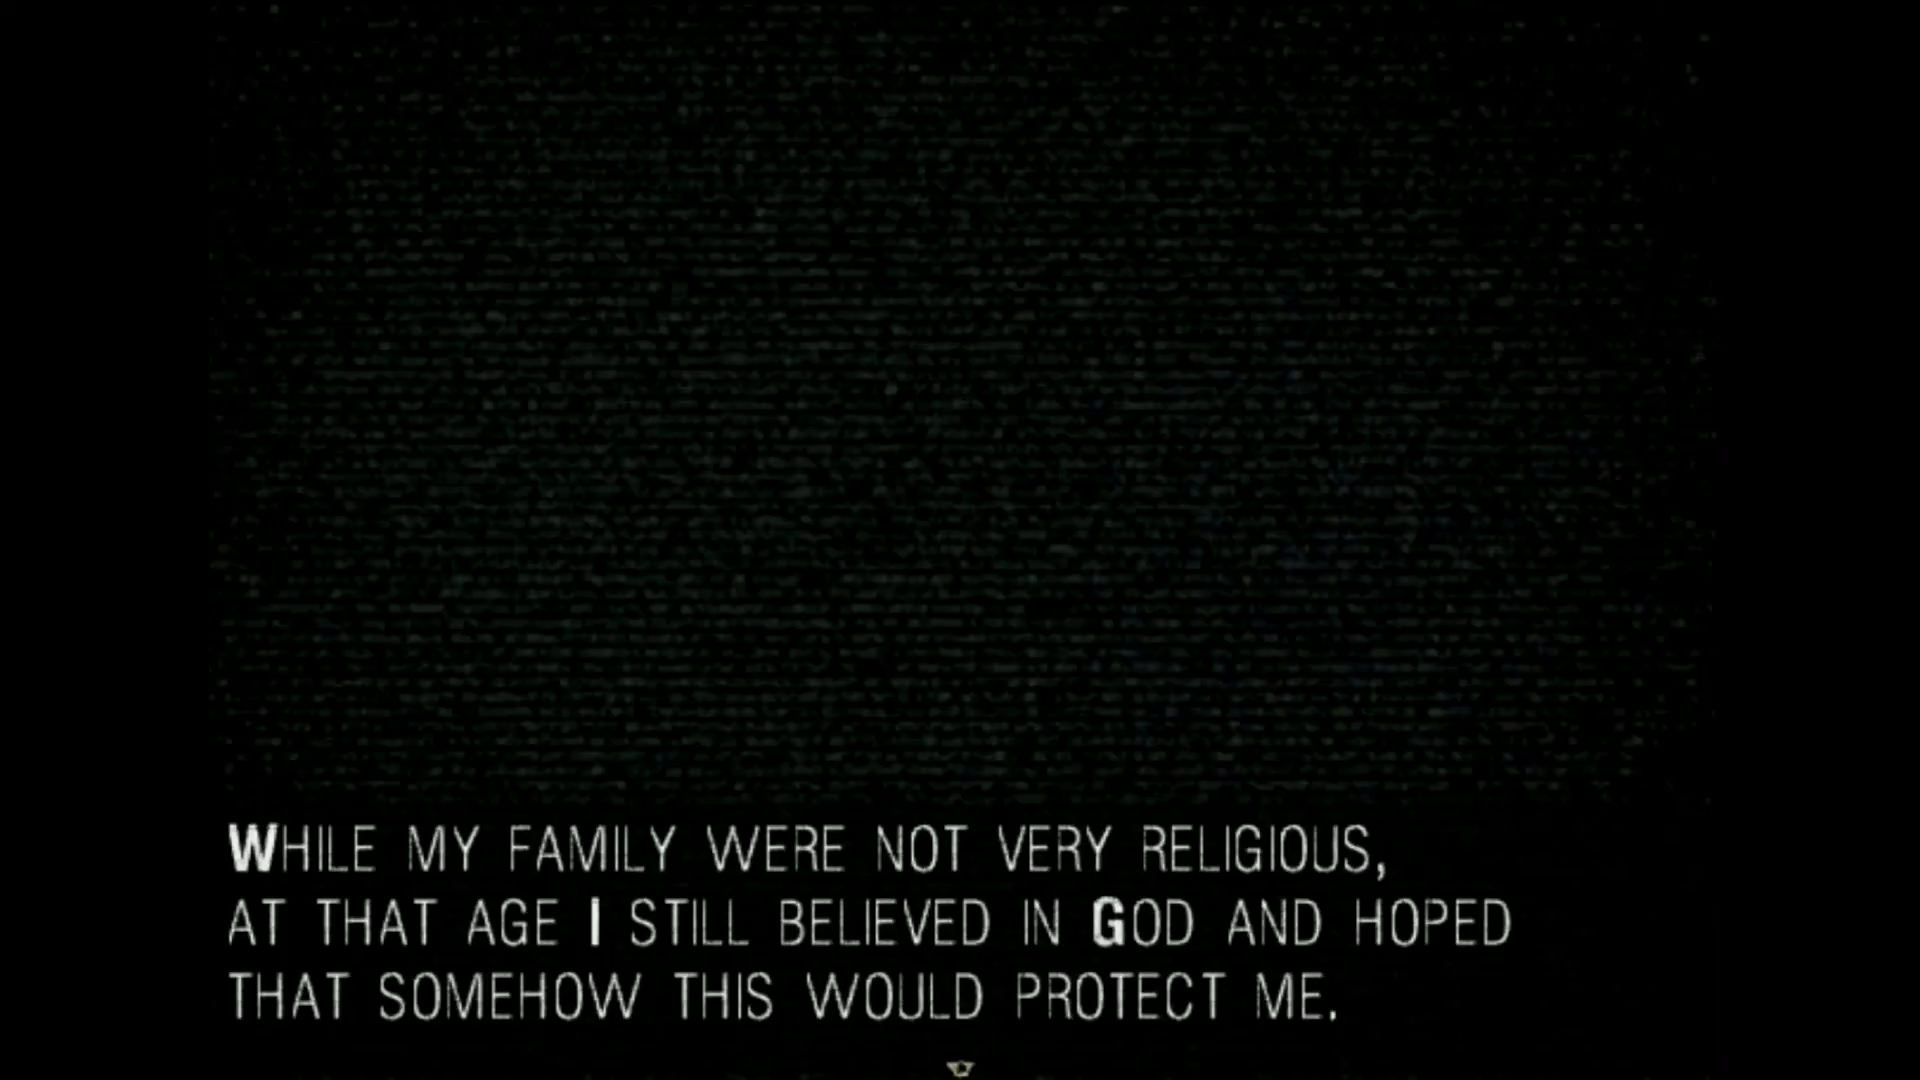 WHILE MY FAMILY WERE NOT VERY RELIGIOUS,
AT THAT AGE I STILL BELIEVED IN GOD AND HOPED
THAT SOMEHOW THIS WOULD PROTECT ME.